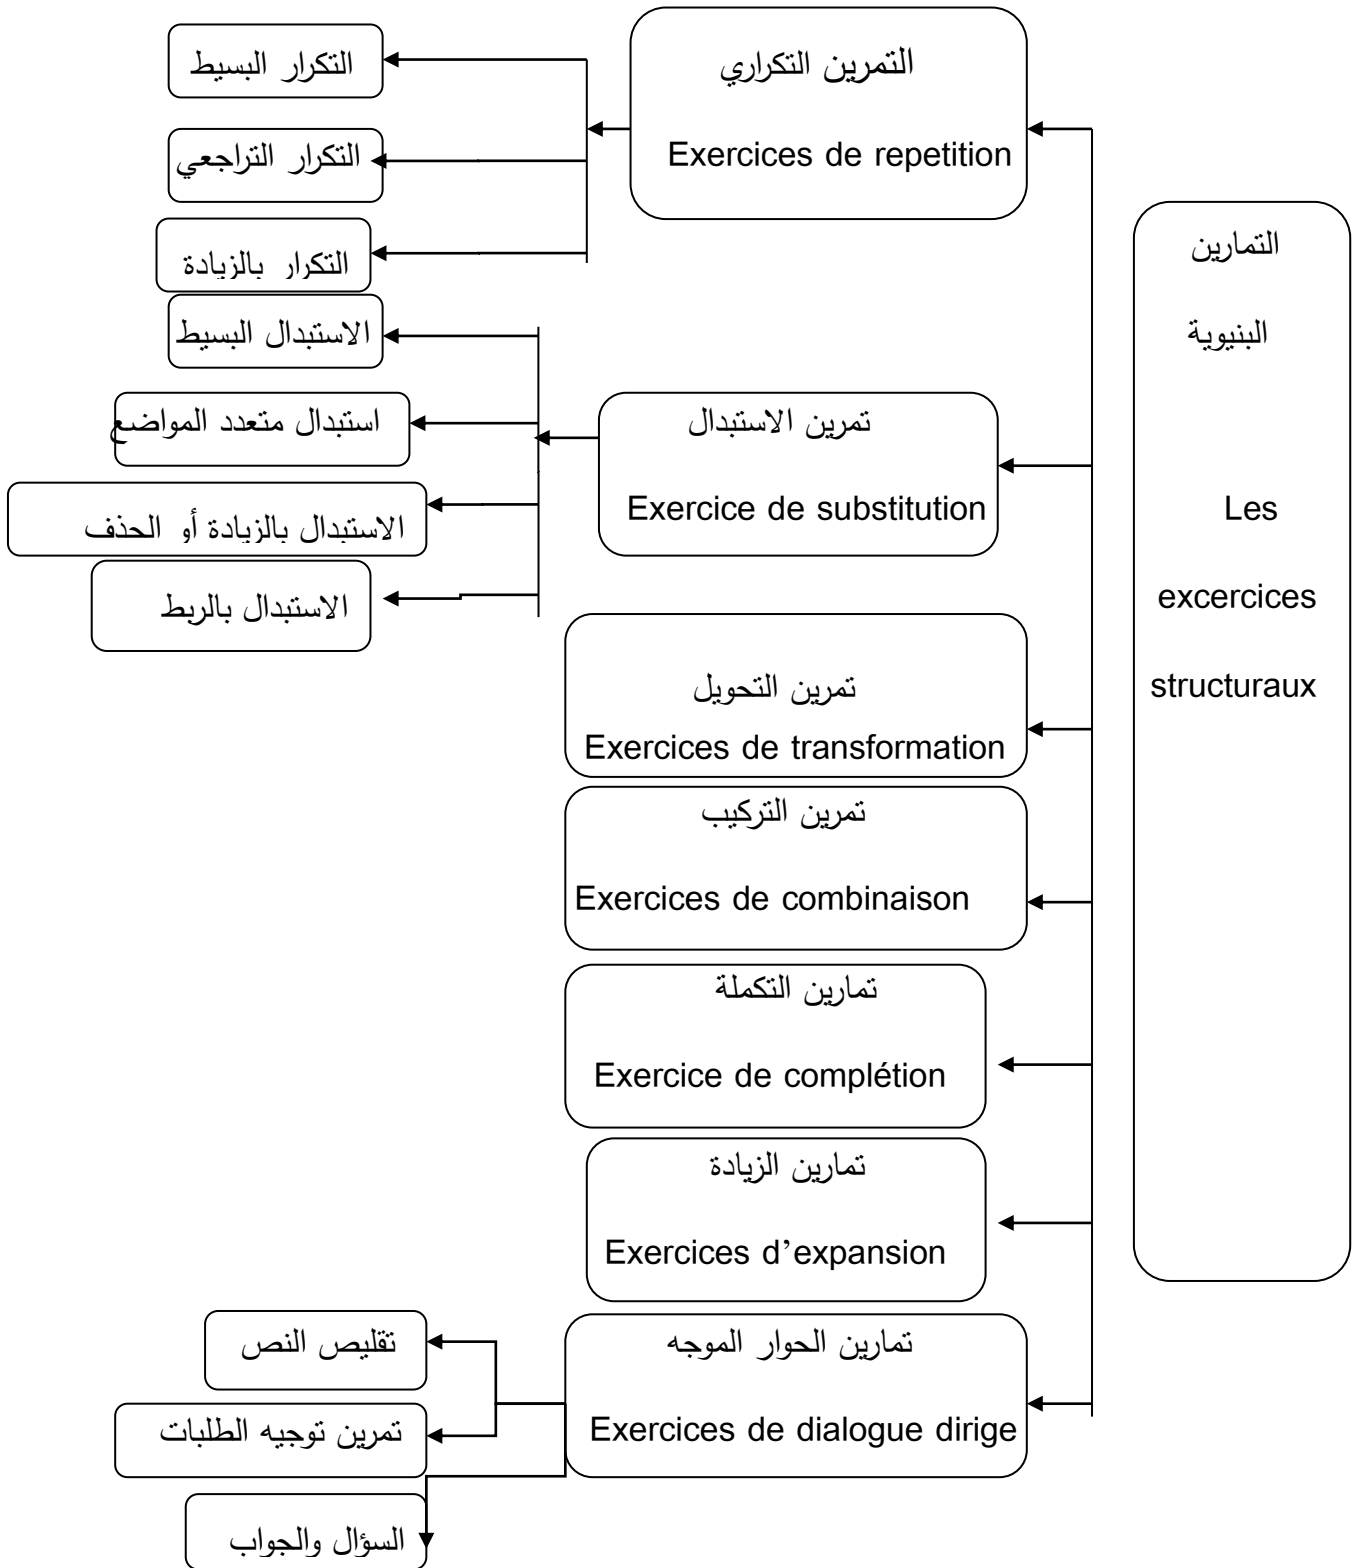 التمارين
البنيوية
Les
excercices
structuraux
التمرين التكراري
Exercices de repetition
التكرار البسيط
التكرار التراجعي
التكرار بالزيادة
تمرين الاستبدال
Exercice de substitution
الاستبدال البسيط
استبدال متعدد المواضع
الاستبدال بالزيادة أو الحذف
الاستبدال بالربط
تمرين التحويل
Exercices de transformation
تمرين التركيب
Exercices de combinaison
تمارين التكملة
Exercice de complétion
تمارين الزيادة
Exercices d’expansion
تمارين الحوار الموجه
Exercices de dialogue dirige
تقليص النص
تمرين توجيه الطلبات
السؤال والجواب